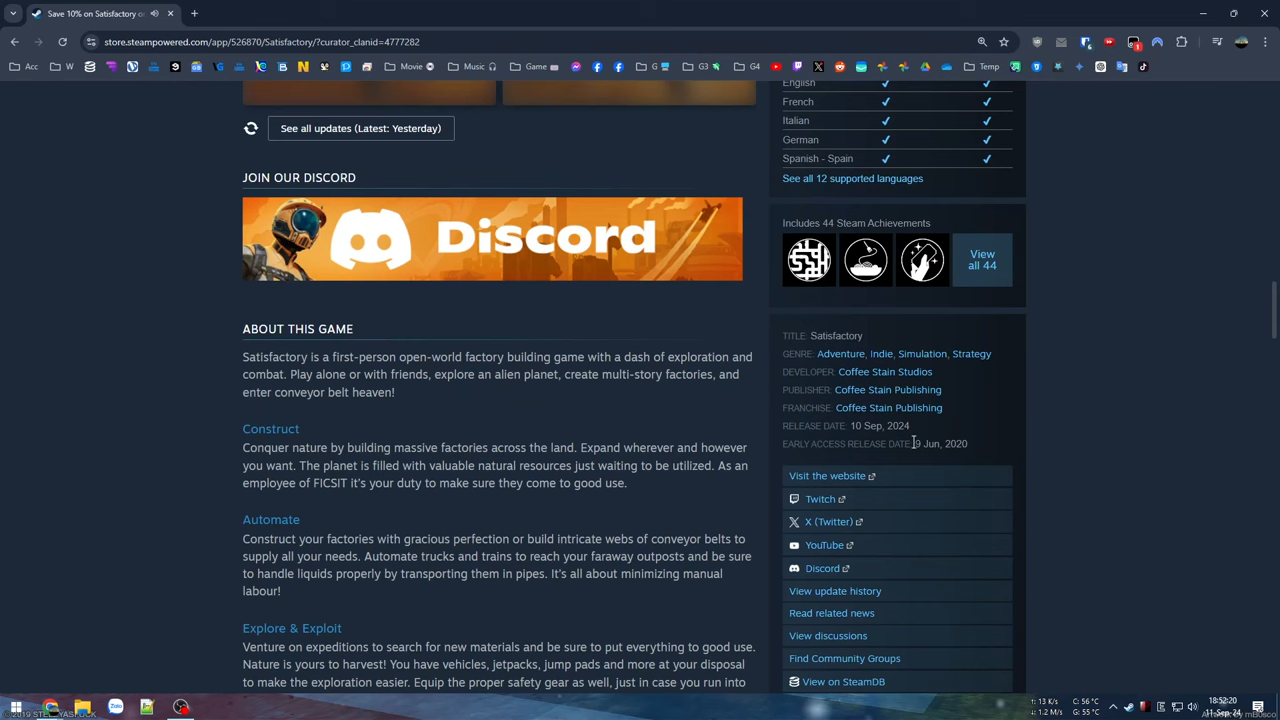 Save 10% on Satisfactory o
store.steampowered.com/app/526870/Satisfactory/?curator_clanid=4777282
Acc
W
Movie
Music
Game
G
G3
G4
Temp
See all updates (Latest: Yesterday)
JOIN OUR DISCORD
Discord
ABOUT THIS GAME
Satisfactory is a first-person open-world factory building game with a dash of exploration and
combat. Play alone or with friends, explore an alien planet, create multi-story factories, and
enter conveyor belt heaven!
Construct
Conquer nature by building massive factories across the land. Expand wherever and however
you want. The planet is filled with valuable natural resources just waiting to be utilized. As an
employee of FICSIT it's your duty to make sure they come to good use.
Automate
Construct your factories with gracious perfection or build intricate webs of conveyor belts to
supply all your needs. Automate trucks and trains to reach your faraway outposts and be sure
to handle liquids properly by transporting them in pipes. It's all about minimizing manual
labour!
Explore & Exploit
Venture on expeditions to search for new materials and be sure to put everything to good use.
Nature is yours to harvest! You have vehicles, jetpacks, jump pads and more at your disposal
to make the exploration easier. Equip the proper safety gear as well, just in case you run into
English
French
Italian
German
Spanish - Spain
See all 12 supported languages
Includes 44 Steam Achievements
View
all 44
TITLE: Satisfactory
GENRE: Adventure, Indie, Simulation, Strategy
DEVELOPER: Coffee Stain Studios
PUBLISHER: Coffee Stain Publishing
FRANCHISE: Coffee Stain Publishing
RELEASE DATE: 10 Sep, 2024
EARLY ACCESS RELEASE DATE: 9 Jun, 2020
Visit the website
Twitch
X (Twitter)
YouTube
Discord
View update history
Read related news
View discussions
Find Community Groups
View on SteamDB
13 K/s
1.2 M/s
C: 56 °C
G: 55 °C
18:52:20
© 2019